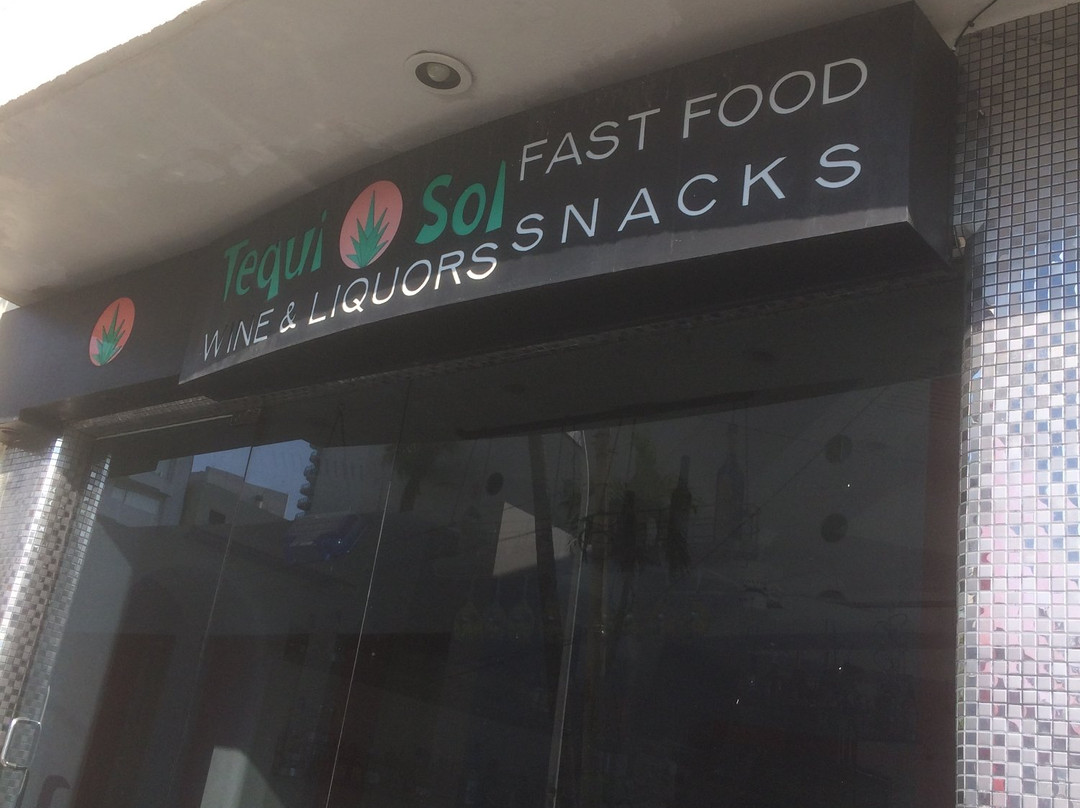 Tequi Sol
WINE & LIQUORS
FAST FOOD
SNACKS